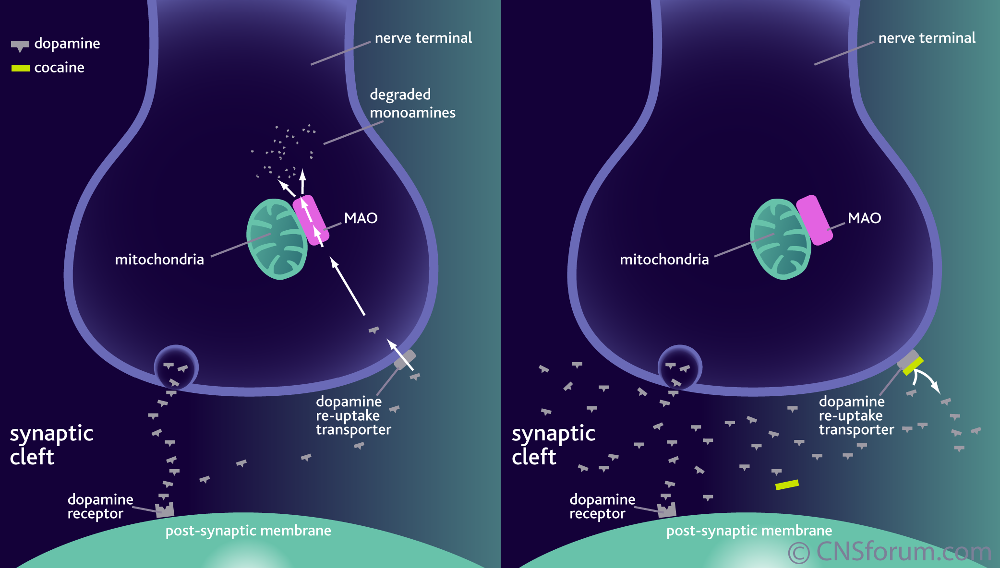 dopamine
cocaine
nerve terminal
degraded
monoamines
MAO
mitochondria
dopamine
re-uptake
transporter
synaptic
cleft
dopamine
receptor
post-synaptic membrane
nerve terminal
MAO
mitochondria
dopamine
re-uptake
transporter
synaptic
cleft
dopamine
receptor
post-synaptic membrane
© CNSforum.com